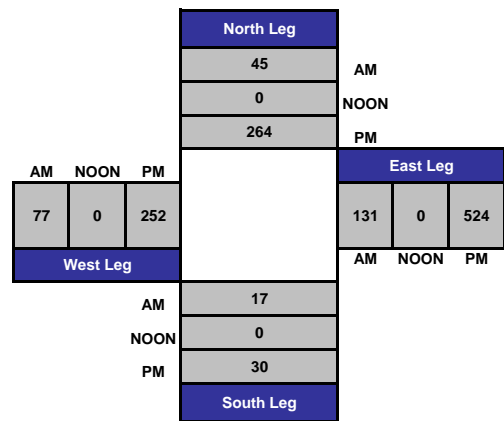 North Leg
45 AM
0 NOON
264 PM
AM NOON PM
East Leg
77 0 252
131 0 524
West Leg
AM NOON PM
AM 17
NOON 0
PM 30
South Leg